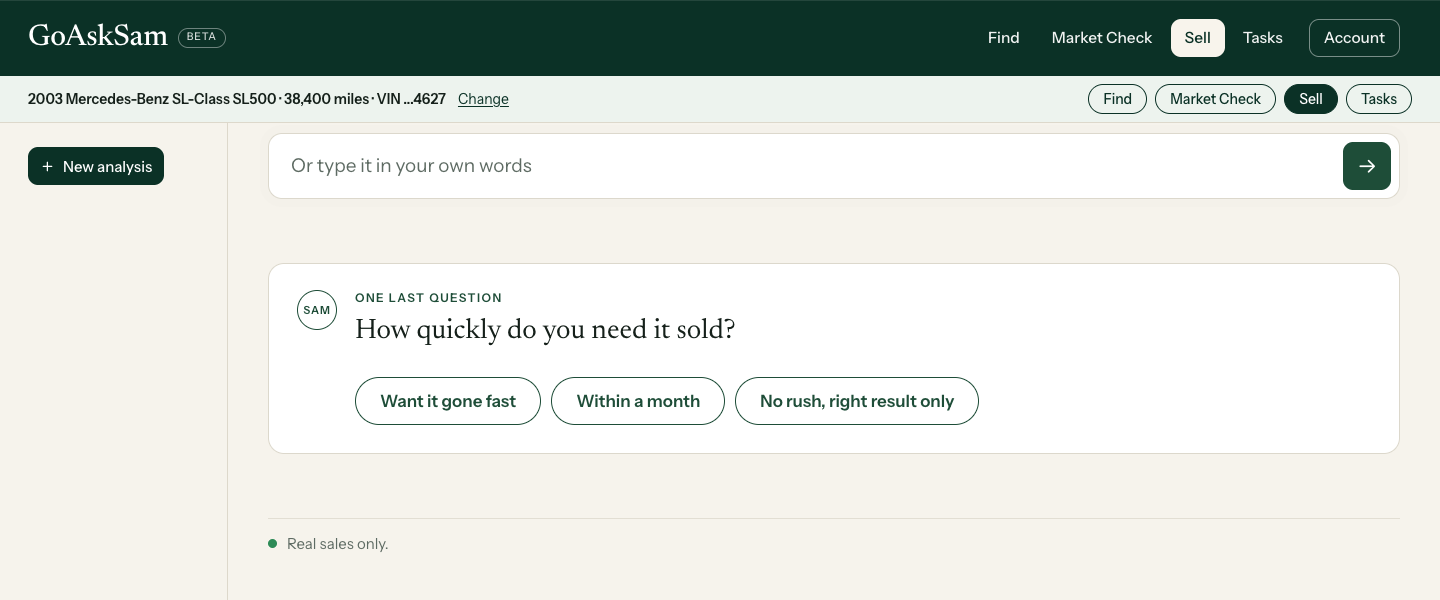 GoAskSam BETA Find Market Check Sell Tasks Account
2003 Mercedes-Benz SL-Class SL500 · 38,400 miles · VIN ...4627 Change Find Market Check Sell Tasks
+ New analysis
Or type it in your own words →
SAM
ONE LAST QUESTION
How quickly do you need it sold?
Want it gone fast Within a month No rush, right result only
Real sales only.